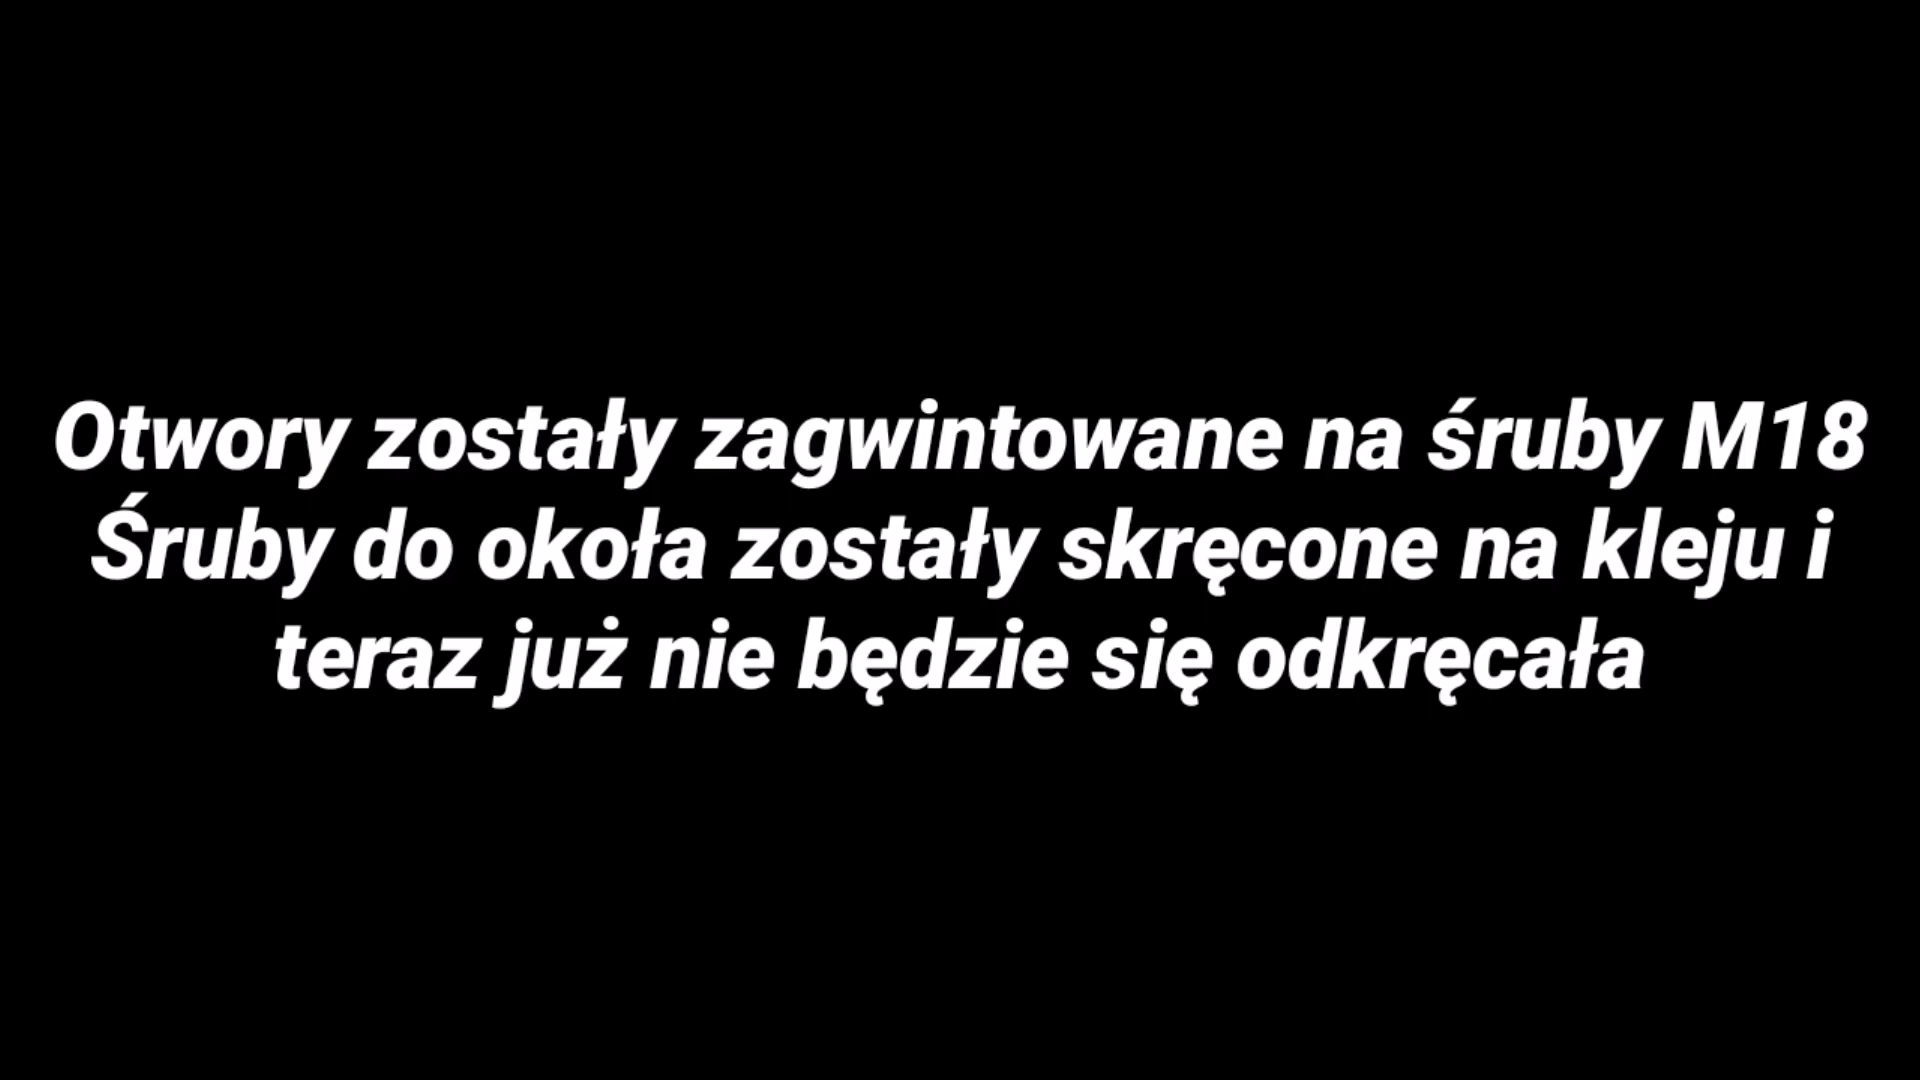 Otwory zostały zagwintowane na śruby M18
Śruby do okoła zostały skręcone na kleju i
teraz już nie będzie się odkręcała